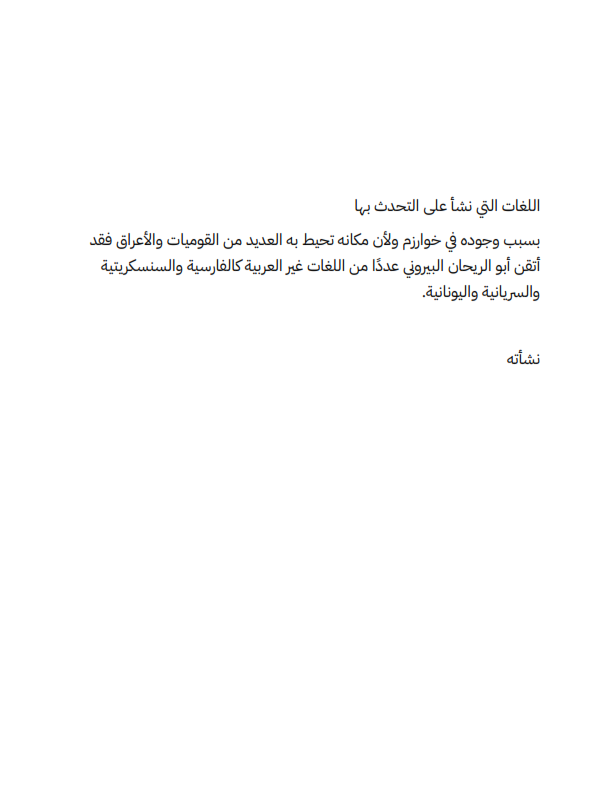 اللغات التي نشأ على التحدث بها
بسبب وجوده في خوارزم ولأن مكانه تحيط به العديد من القوميات والأعراق فقد
أتقن أبو الريحان البيروني عددًا من اللغات غير العربية كالفارسية والسنسكريتية
والسريانية واليونانية.
نشأته